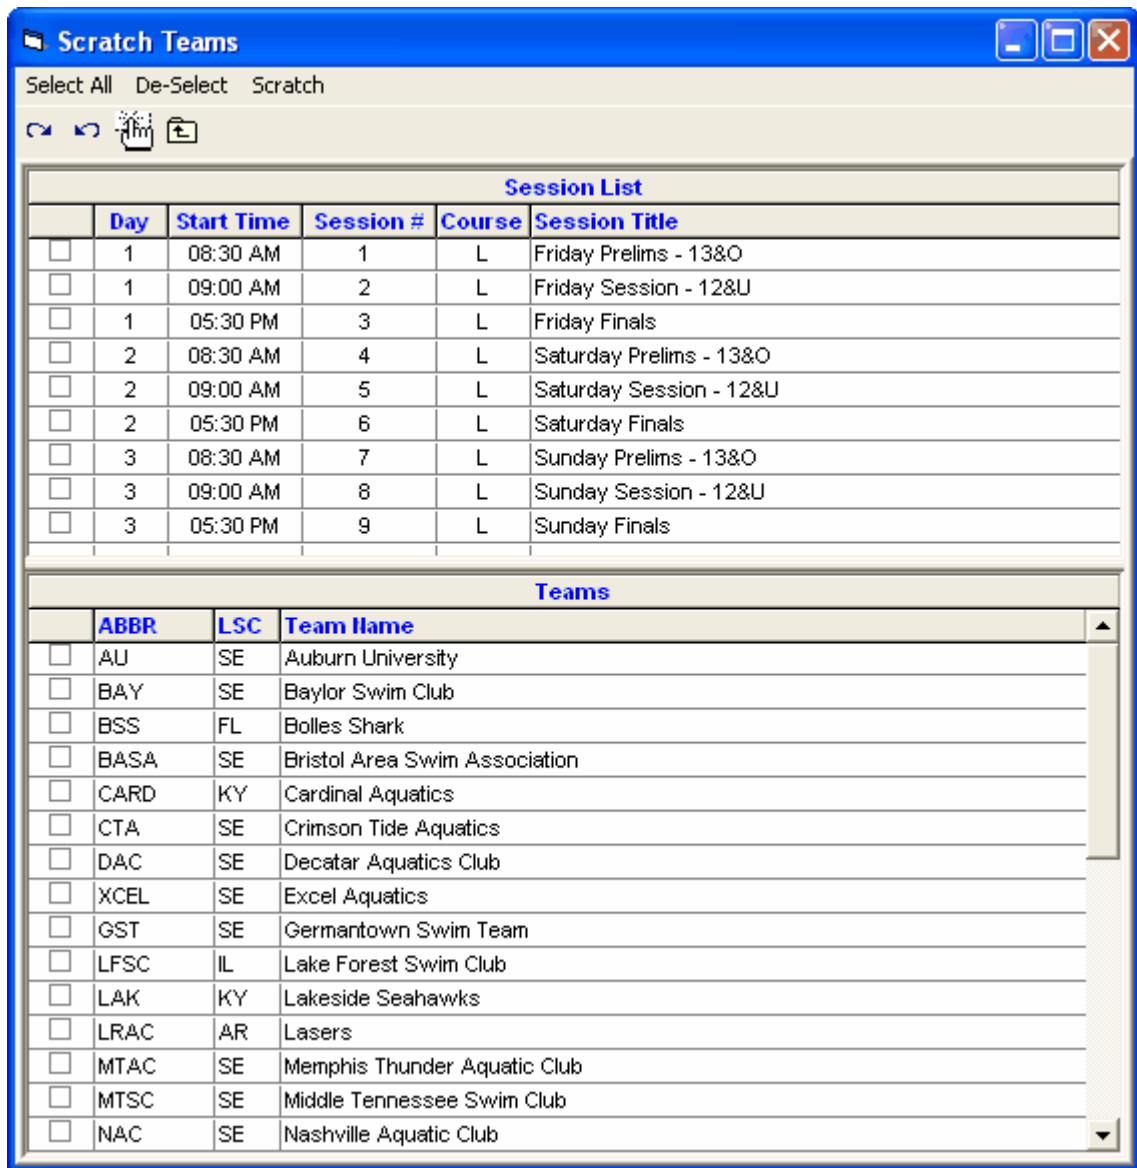 Scratch Teams
Select All De-Select Scratch
Session List
Day Start Time Session # Course Session Title
1 08:30 AM 1 L Friday Prelims - 13&O
1 09:00 AM 2 L Friday Session - 12&U
1 05:30 PM 3 L Friday Finals
2 08:30 AM 4 L Saturday Prelims - 13&O
2 09:00 AM 5 L Saturday Session - 12&U
2 05:30 PM 6 L Saturday Finals
3 08:30 AM 7 L Sunday Prelims - 13&O
3 09:00 AM 8 L Sunday Session - 12&U
3 05:30 PM 9 L Sunday Finals
Teams
ABBR LSC Team Name
AU SE Auburn University
BAY SE Baylor Swim Club
BSS FL Bolles Shark
BASA SE Bristol Area Swim Association
CARD KY Cardinal Aquatics
CTA SE Crimson Tide Aquatics
DAC SE Decatar Aquatics Club
XCEL SE Excel Aquatics
GST SE Germantown Swim Team
LFSC IL Lake Forest Swim Club
LAK KY Lakeside Seahawks
LRAC AR Lasers
MTAC SE Memphis Thunder Aquatic Club
MTSC SE Middle Tennessee Swim Club
NAC SE Nashville Aquatic Club